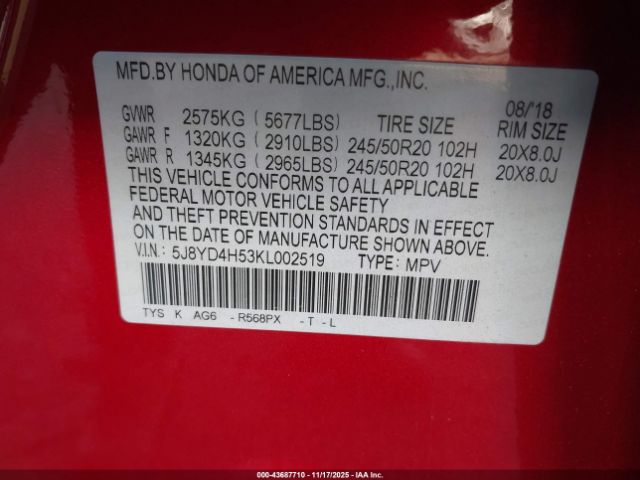 MFD.BY HONDA OF AMERICA MFG.,INC.
08/'18
GVWR 2575KG ( 5677LBS) TIRE SIZE RIM SIZE
GAWR F 1320KG ( 2910LBS) 245/50R20 102H 20X8.0J
GAWR R 1345KG ( 2965LBS) 245/50R20 102H 20X8.0J
THIS VEHICLE CONFORMS TO ALL APPLICABLE
FEDERAL MOTOR VEHICLE SAFETY
AND THEFT PREVENTION STANDARDS IN EFFECT
ON THE DATE OF MANUFACTURE SHOWN ABOVE.
V.I.N.: 5J8YD4H53KL002519 TYPE: MPV
TYS K AG6 - R568PX - T - L
000-43687710 - 11/17/2025 - IAA Inc.